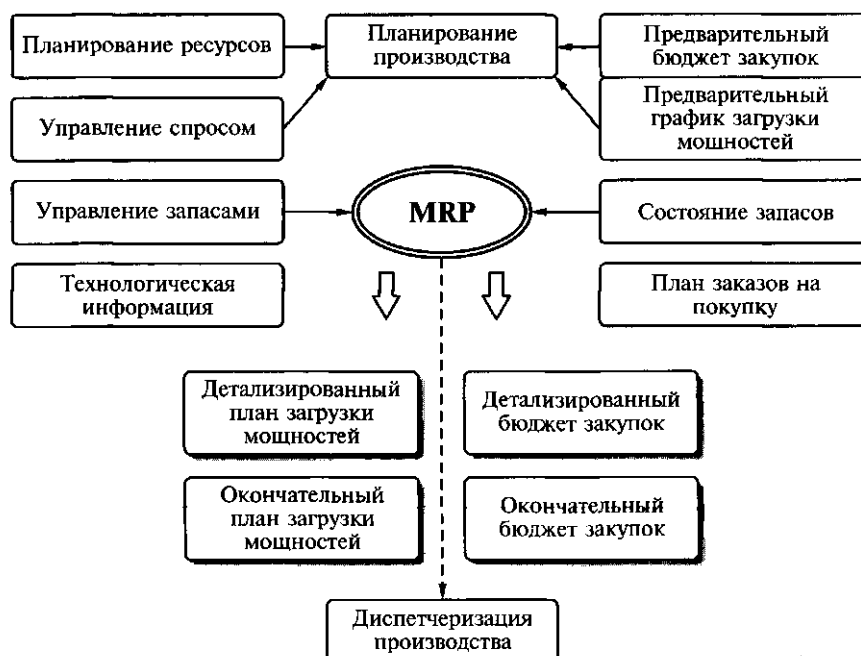 Планирование ресурсов
Планирование
производства
Предварительный
бюджет закупок
Управление спросом
Предварительный
график загрузки
мощностей
Управление запасами
MRP
Состояние запасов
Технологическая
информация
План заказов на
покупку
Детализированный
план загрузки
мощностей
Детализированный
бюджет закупок
Окончательный
план загрузки
мощностей
Окончательный
бюджет закупок
Диспетчеризация
производства